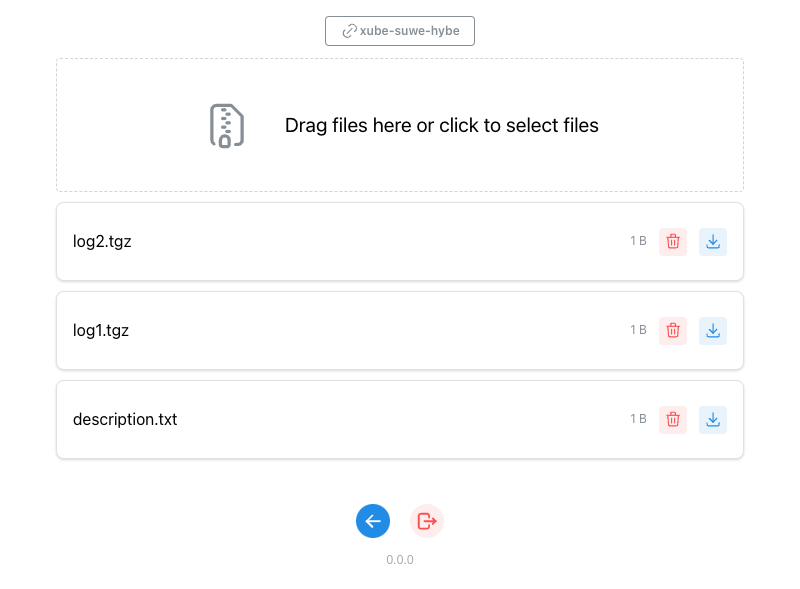 xube-suwe-hybe
Drag files here or click to select files
log2.tgz 1 B
log1.tgz 1 B
description.txt 1 B
0.0.0